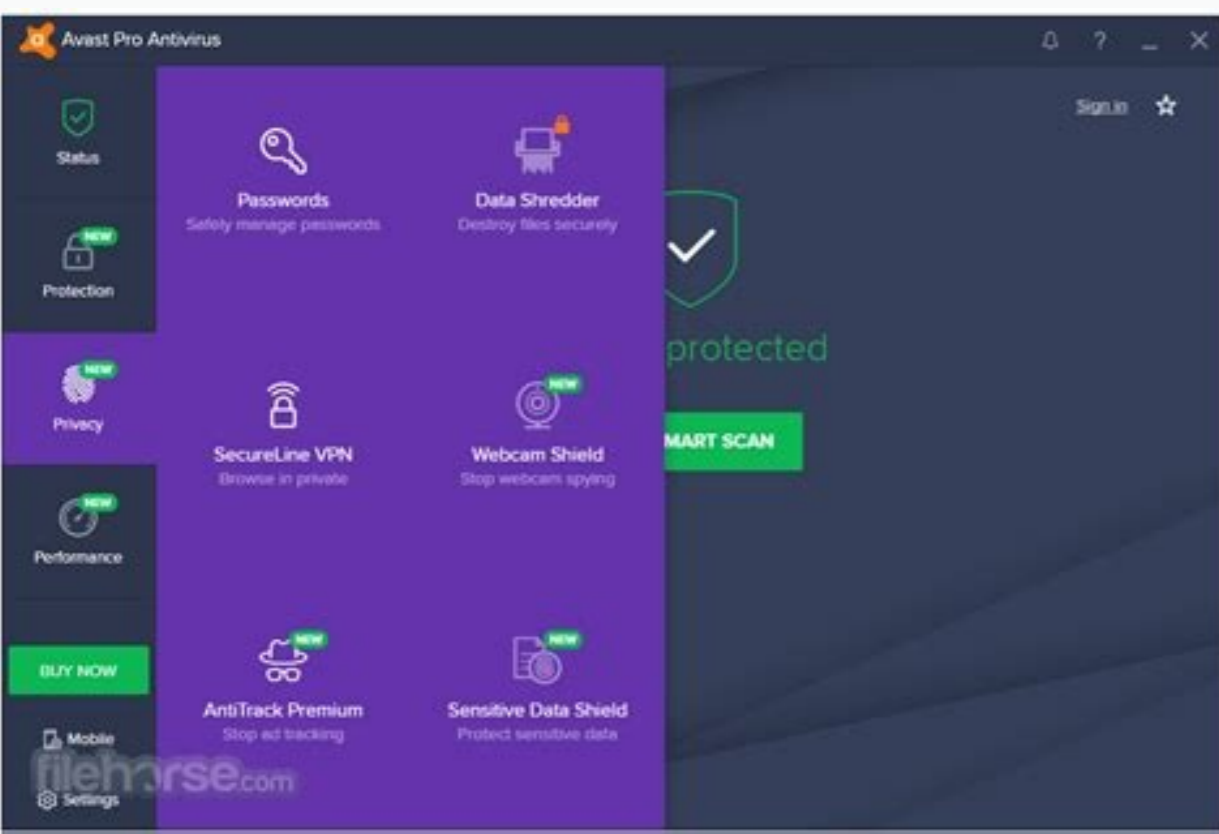 Avast Pro Antivirus
?
Sign in
Status
NEW
Protection
NEW
Privacy
NEW
Performance
BUY NOW
Mobile
Settings
Passwords
Safely manage passwords
Data Shredder
Destroy files securely
SecureLine VPN
Browse in private
NEW
Webcam Shield
Stop webcam spying
NEW
AntiTrack Premium
Stop ad tracking
NEW
Sensitive Data Shield
Protect sensitive data
protected
MART SCAN
filehorse.com